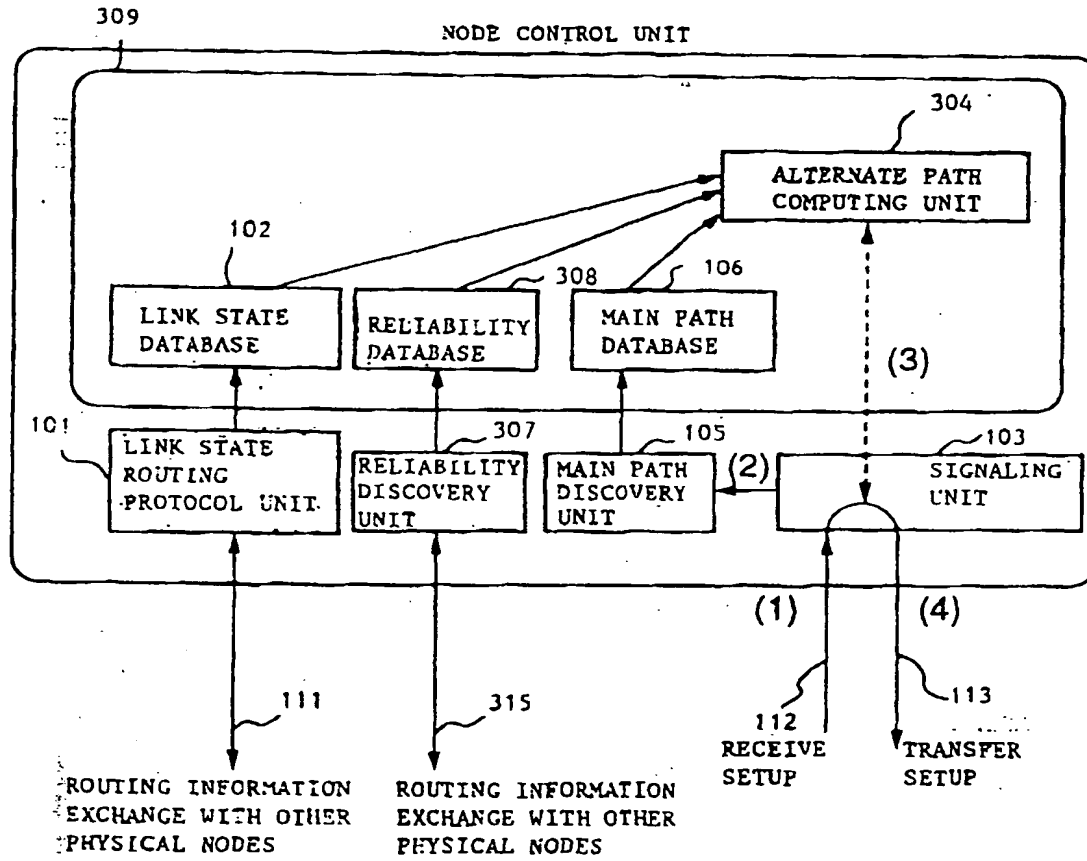 309
NODE CONTROL UNIT
304
ALTERNATE PATH
COMPUTING UNIT
102
308
106
LINK STATE
DATABASE
RELIABILITY
DATABASE
MAIN PATH
DATABASE
(3)
101
LINK STATE
ROUTING
PROTOCOL UNIT
307
RELIABILITY
DISCOVERY
UNIT
105
MAIN PATH
DISCOVERY
UNIT
(2)
103
SIGNALING
UNIT
(1)
(4)
111
315
112
113
RECEIVE
SETUP
TRANSFER
SETUP
ROUTING INFORMATION
EXCHANGE WITH OTHER
PHYSICAL NODES
ROUTING INFORMATION
EXCHANGE WITH OTHER
PHYSICAL NODES